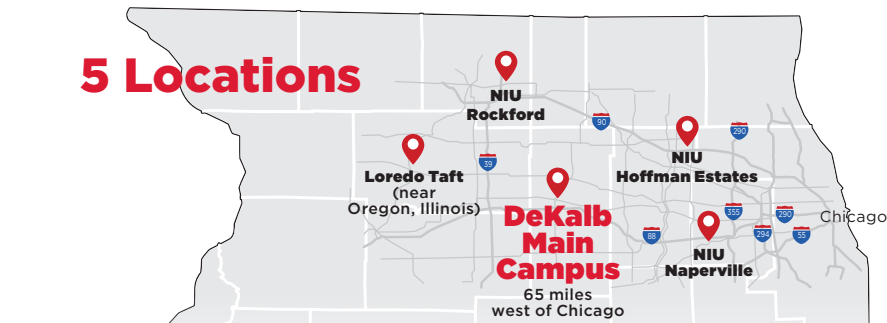 5 Locations
NIU
Rockford
90
290
NIU
Hoffman Estates
39
Loredo Taft
(near
Oregon, Illinois)
DeKalb
Main
Campus
65 miles
west of Chicago
88
355
290
294
55
Chicago
NIU
Naperville